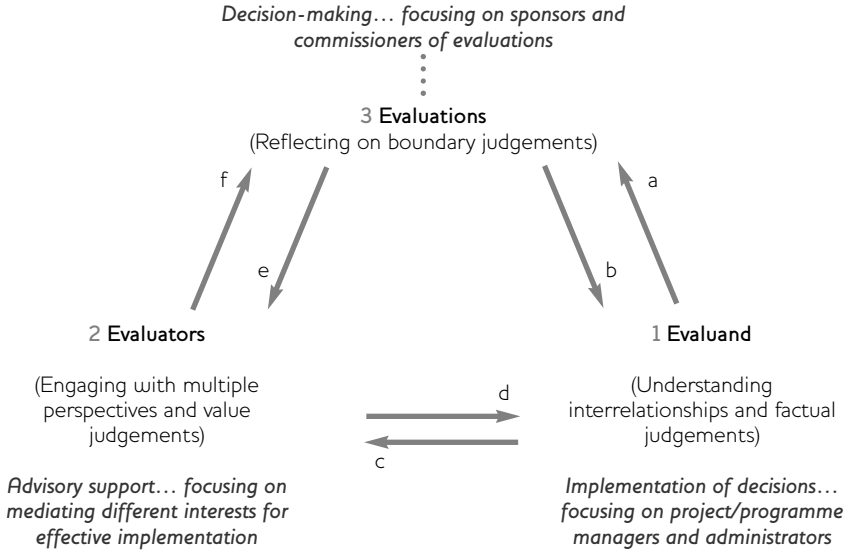 Decision-making... focusing on sponsors and
commissioners of evaluations
3 Evaluations
(Reflecting on boundary judgements)
f
a
e
b
2 Evaluators
1 Evaluand
(Engaging with multiple
perspectives and value
judgements)
d
c
(Understanding
interrelationships and factual
judgements)
Advisory support... focusing on
mediating different interests for
effective implementation
Implementation of decisions...
focusing on project/programme
managers and administrators